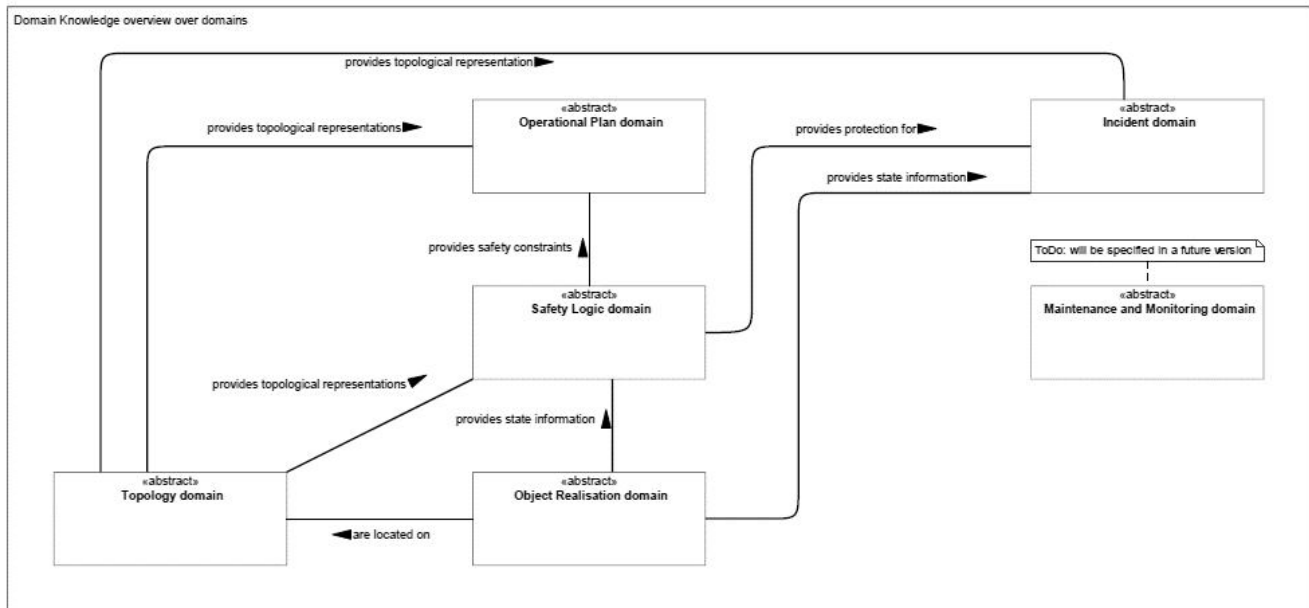 Domain Knowledge overview over domains
provides topological representation
«abstract»
Operational Plan domain
«abstract»
Incident domain
provides topological representations
provides protection for
provides state information
provides safety constraints
ToDo: will be specified in a future version
«abstract»
Safety Logic domain
«abstract»
Maintenance and Monitoring domain
provides topological representations
provides state information
«abstract»
Topology domain
«abstract»
Object Realisation domain
are located on